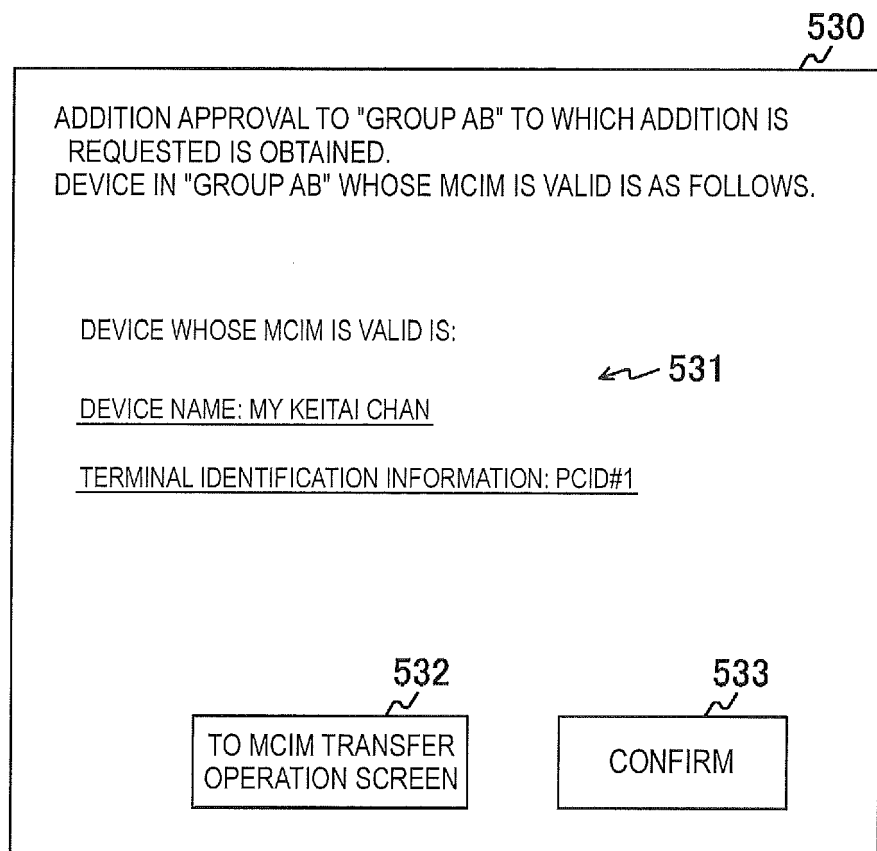 530
ADDITION APPROVAL TO "GROUP AB" TO WHICH ADDITION IS
REQUESTED IS OBTAINED.
DEVICE IN "GROUP AB" WHOSE MCIM IS VALID IS AS FOLLOWS.
DEVICE WHOSE MCIM IS VALID IS:
531
DEVICE NAME: MY KEITAI CHAN
TERMINAL IDENTIFICATION INFORMATION: PCID#1
532
533
TO MCIM TRANSFER
OPERATION SCREEN
CONFIRM